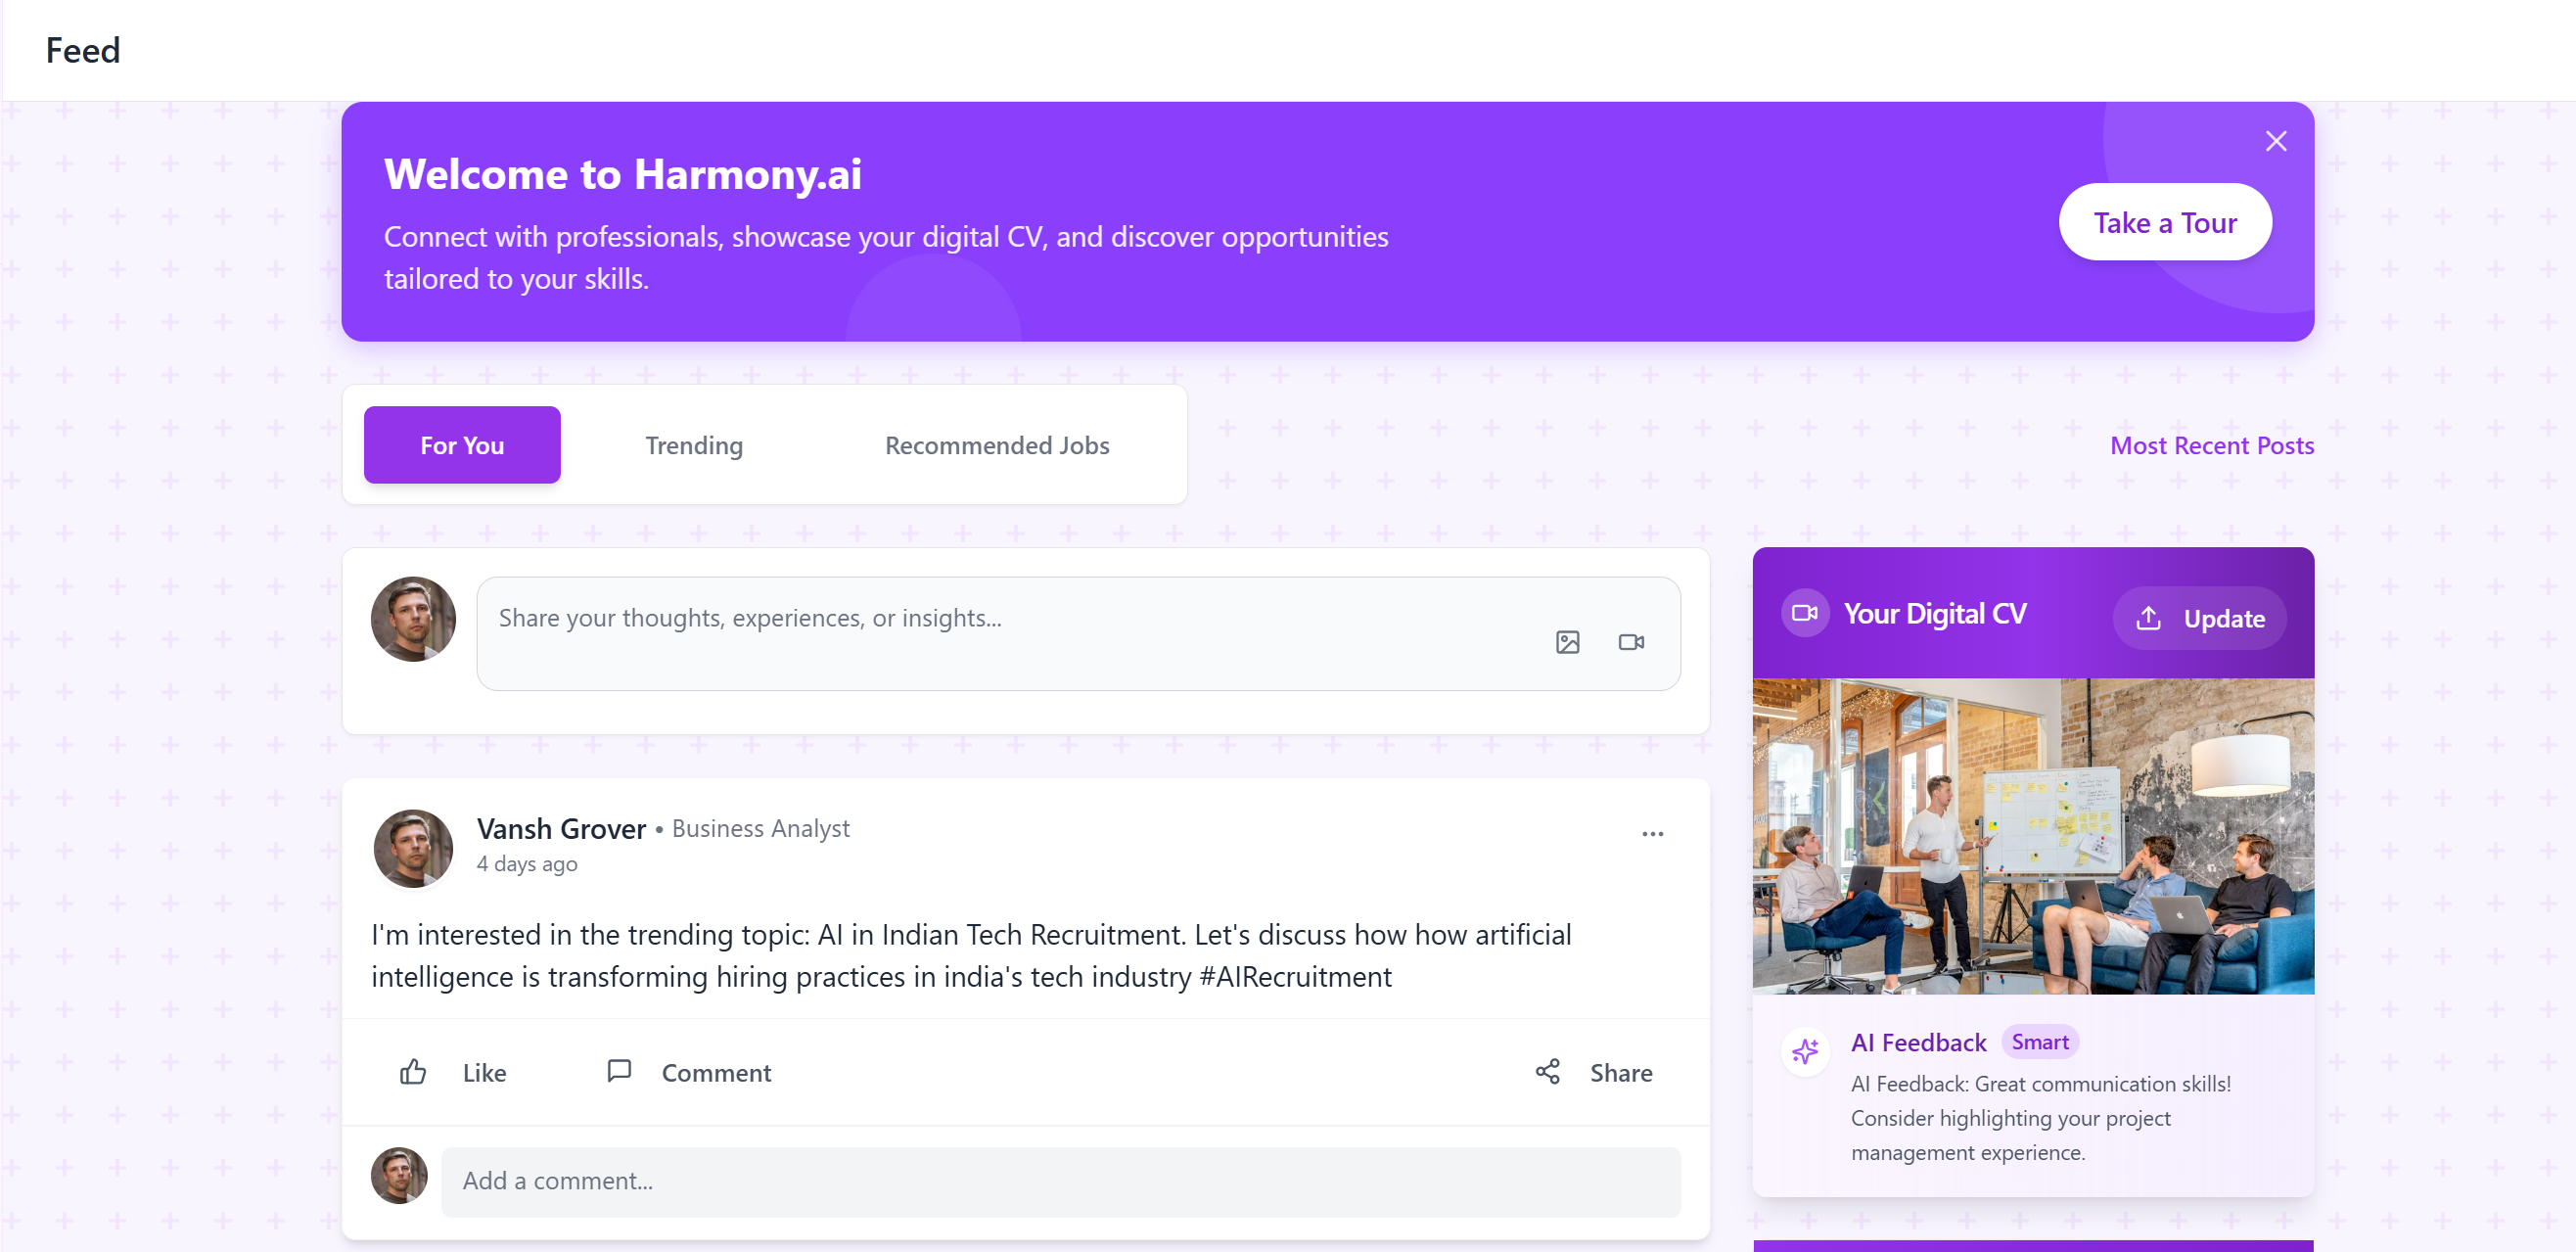 Feed
Welcome to Harmony.ai
Connect with professionals, showcase your digital CV, and discover opportunities
tailored to your skills.
Take a Tour
For You
Trending
Recommended Jobs
Most Recent Posts
Share your thoughts, experiences, or insights...
Vansh Grover • Business Analyst
4 days ago
I'm interested in the trending topic: AI in Indian Tech Recruitment. Let's discuss how how artificial
intelligence is transforming hiring practices in india's tech industry #AIRecruitment
Like
Comment
Share
Add a comment...
Your Digital CV
Update
AI Feedback
Smart
AI Feedback: Great communication skills!
Consider highlighting your project
management experience.